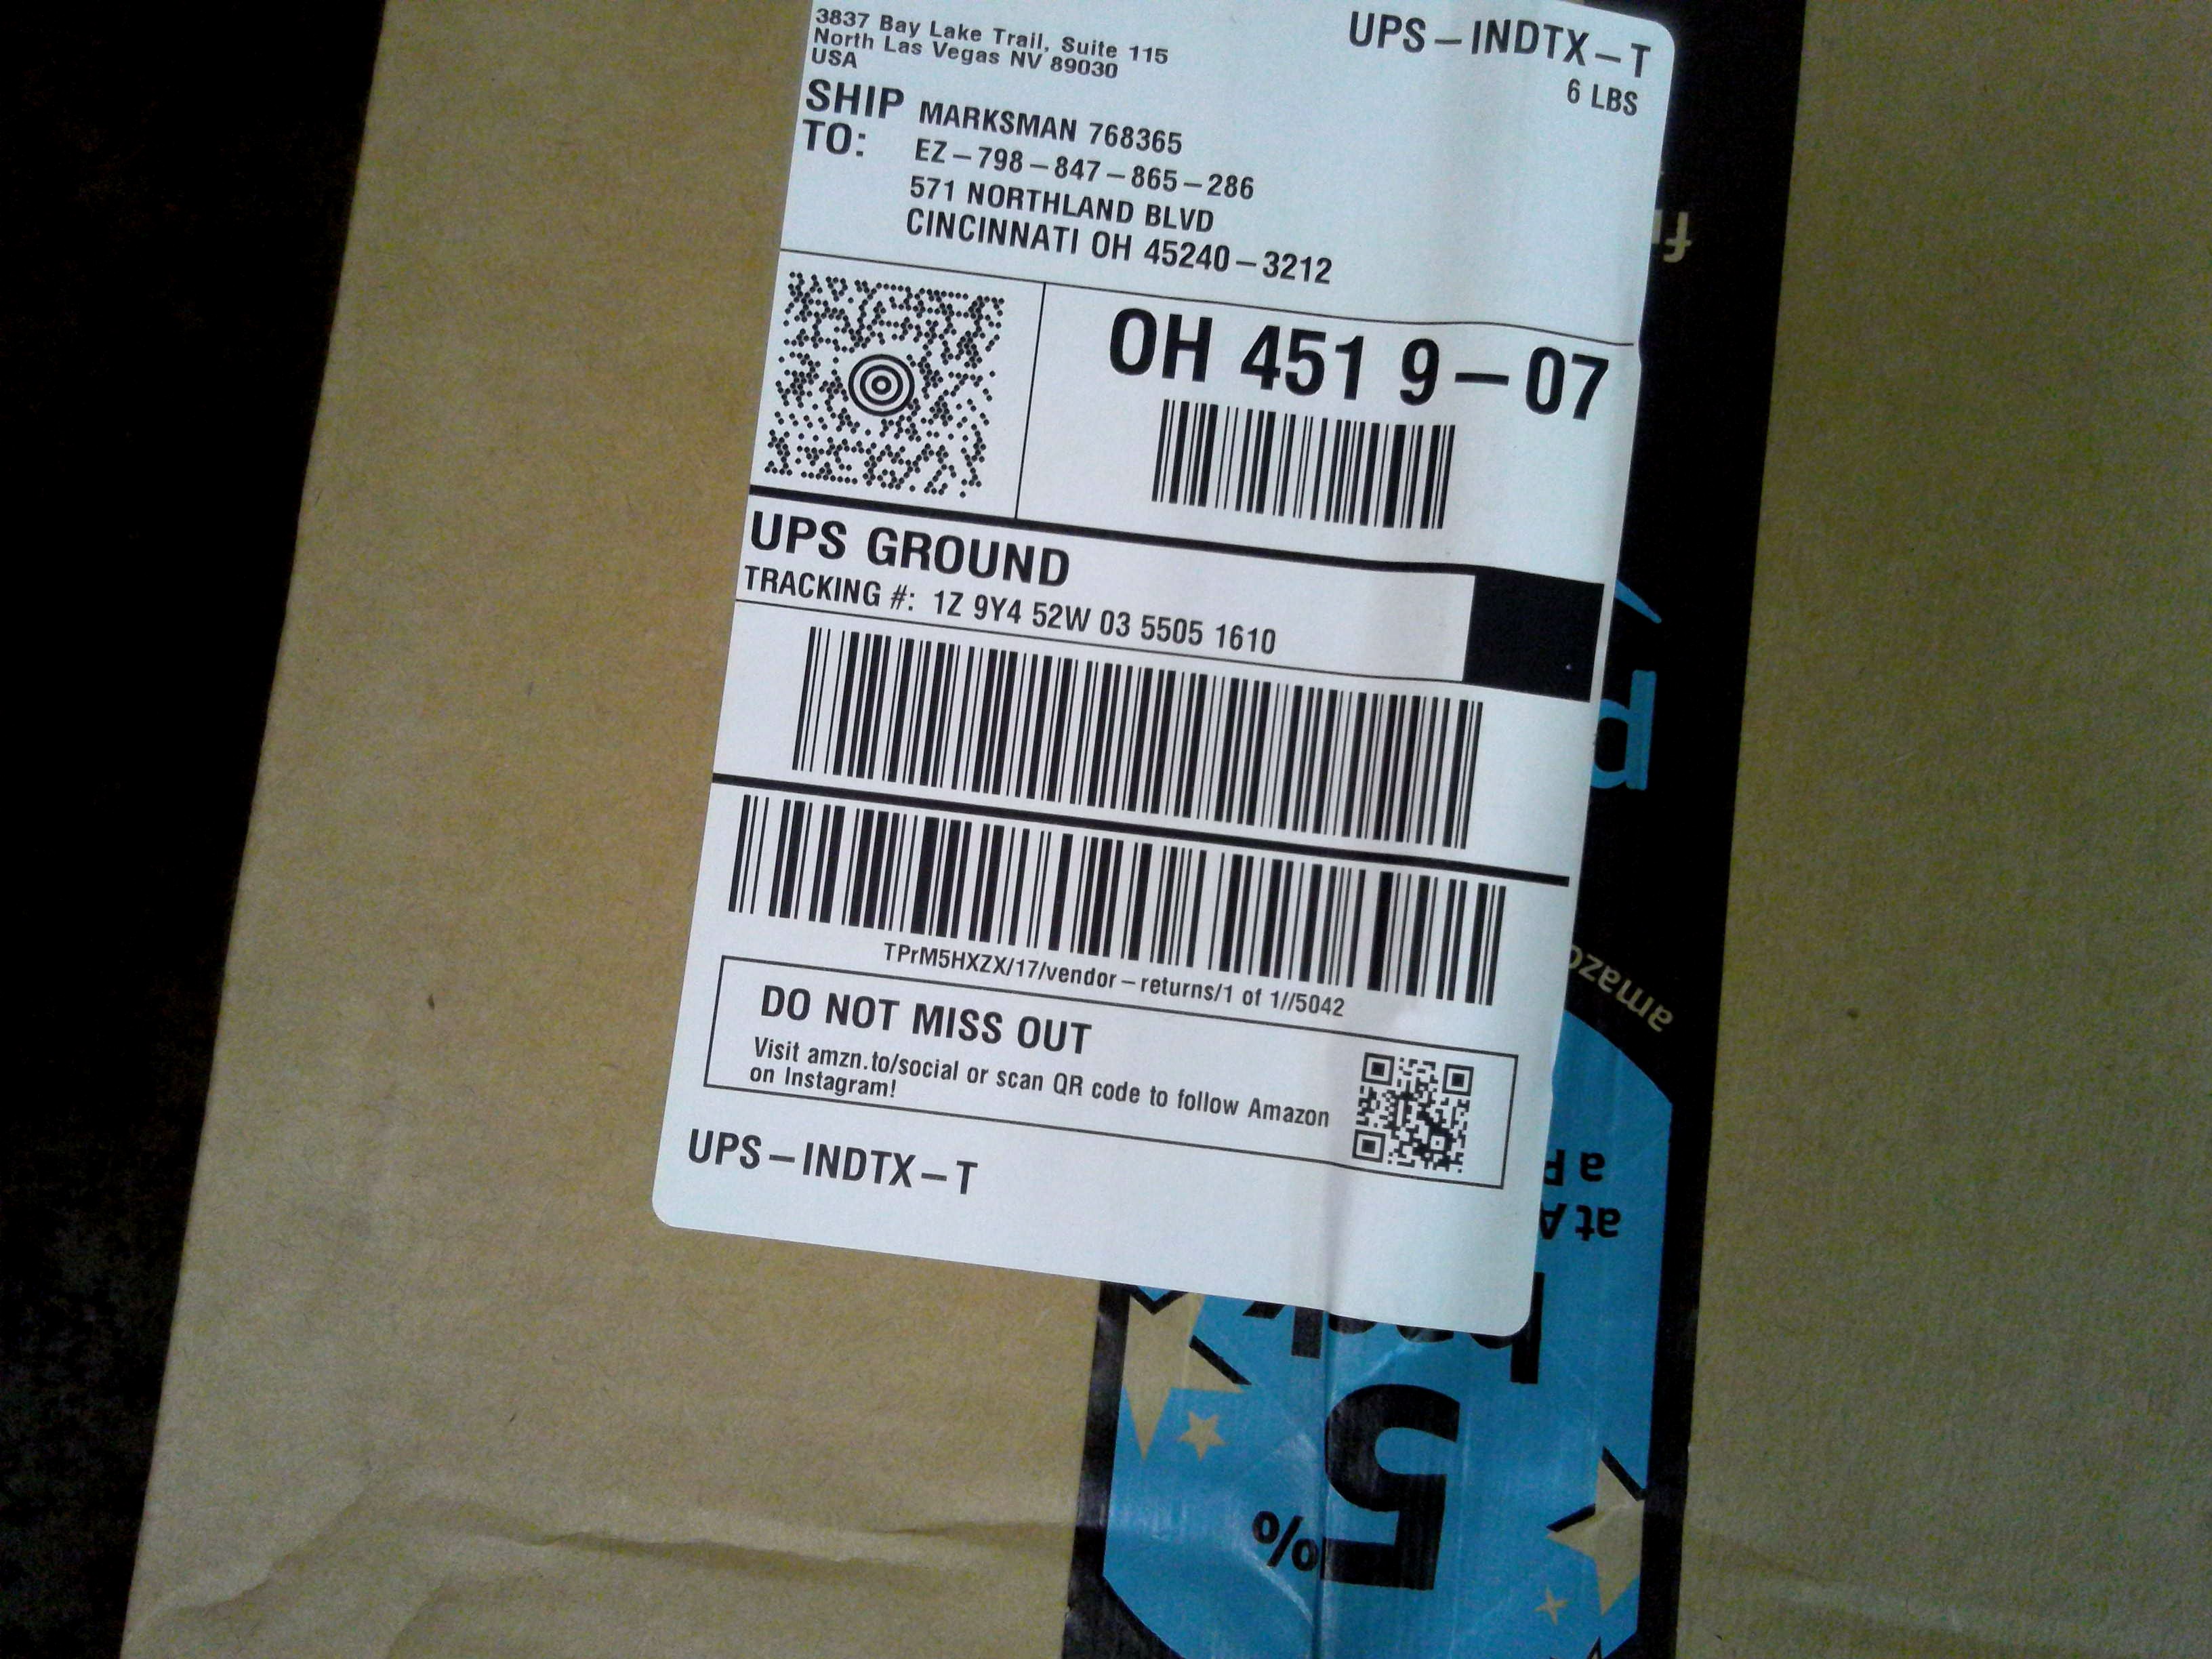 3837 Bay Lake Trail, Suite 115
North Las Vegas NV 89030
USA
UPS-INDTX-T
6 LBS
SHIP TO:
MARKSMAN 768365
EZ-798-847-865-286
571 NORTHLAND BLVD
CINCINNATI OH 45240-3212
OH 451 9-07
UPS GROUND
TRACKING #: 1Z 9Y4 52W 03 5505 1610
TPrM5HXZX/17/vendor-returns/1 of 1//5042
DO NOT MISS OUT
Visit amzn.to/social or scan QR code to follow Amazon
on Instagram!
UPS-INDTX-T
amazo
a P
at A
5%